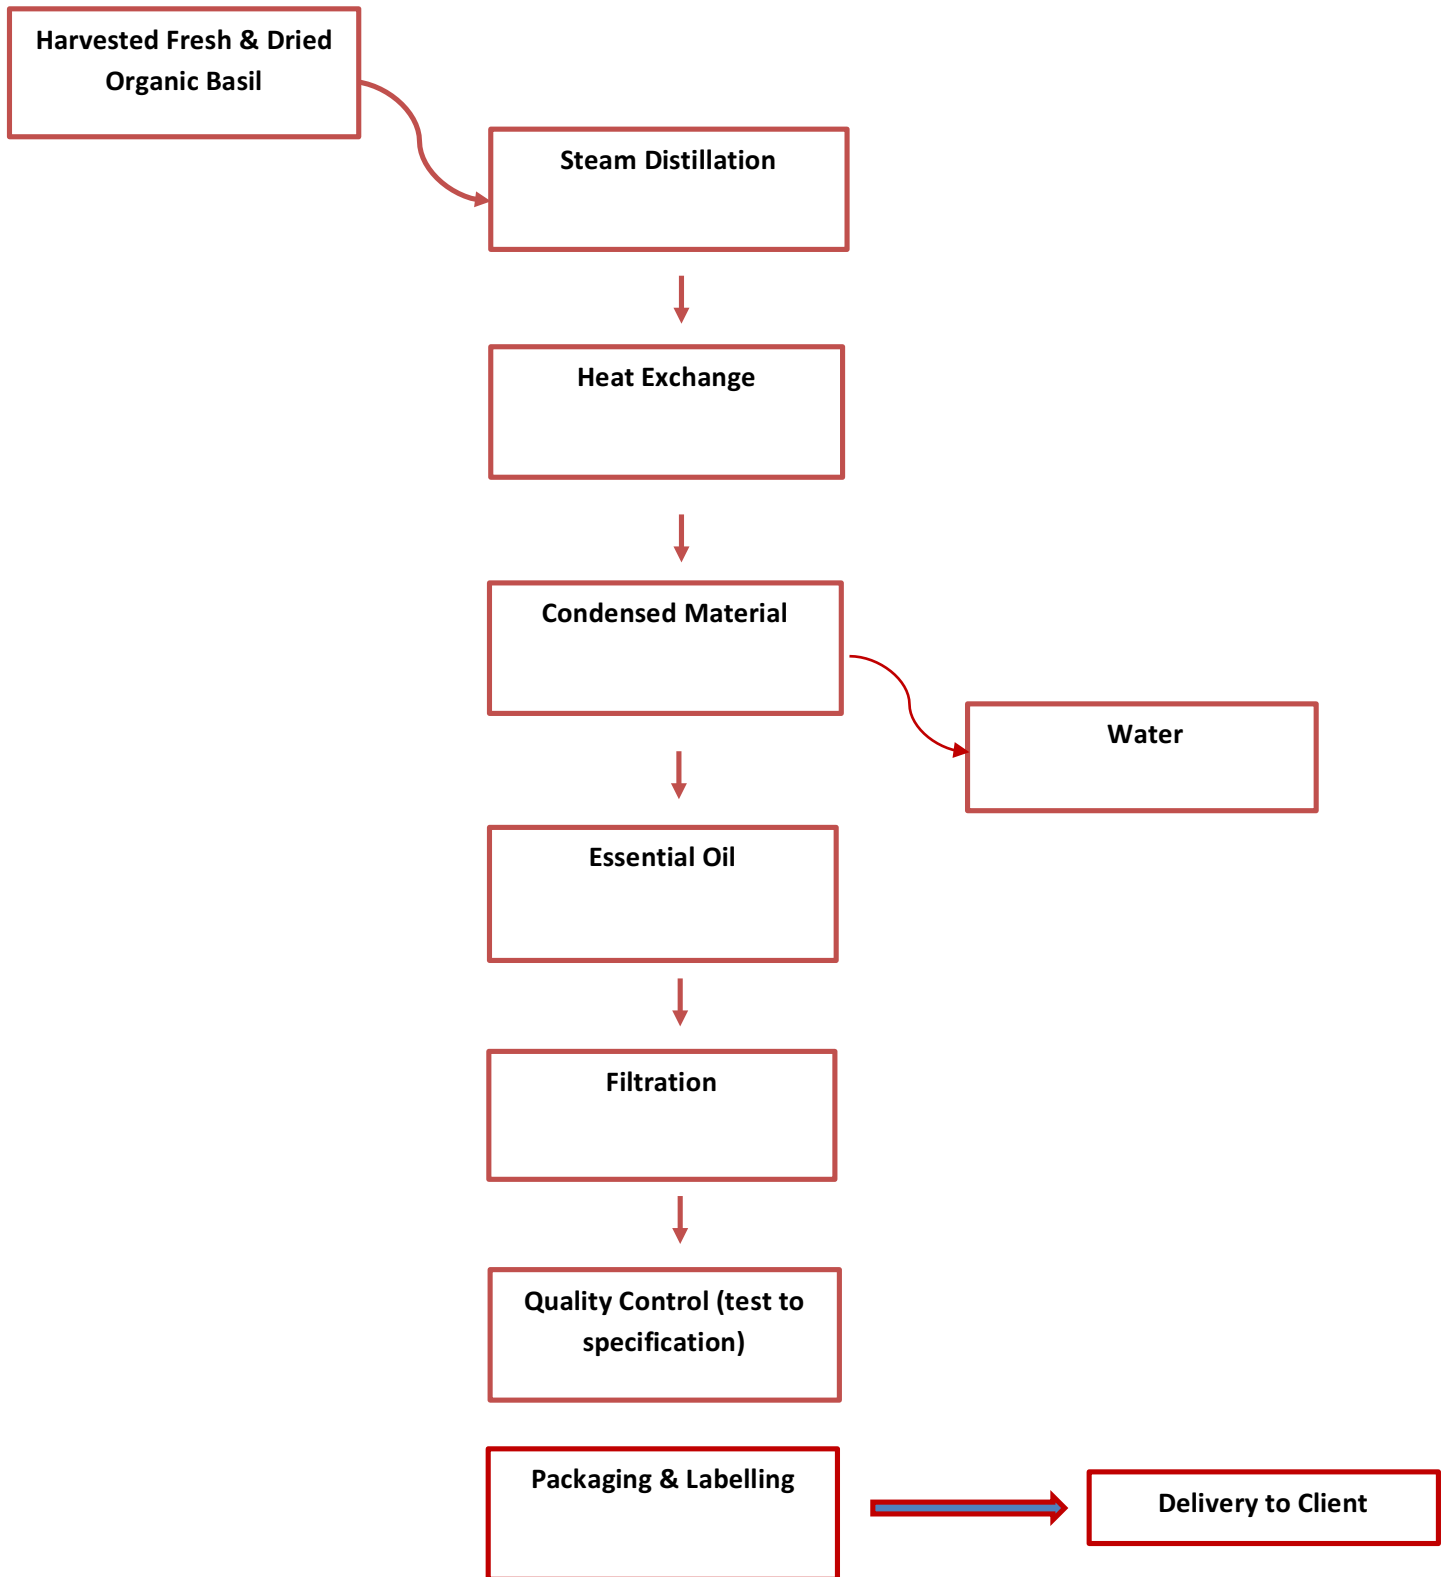 Harvested Fresh & Dried
Organic Basil
Steam Distillation
Heat Exchange
Condensed Material
Water
Essential Oil
Filtration
Quality Control (test to
specification)
Packaging & Labelling
Delivery to Client